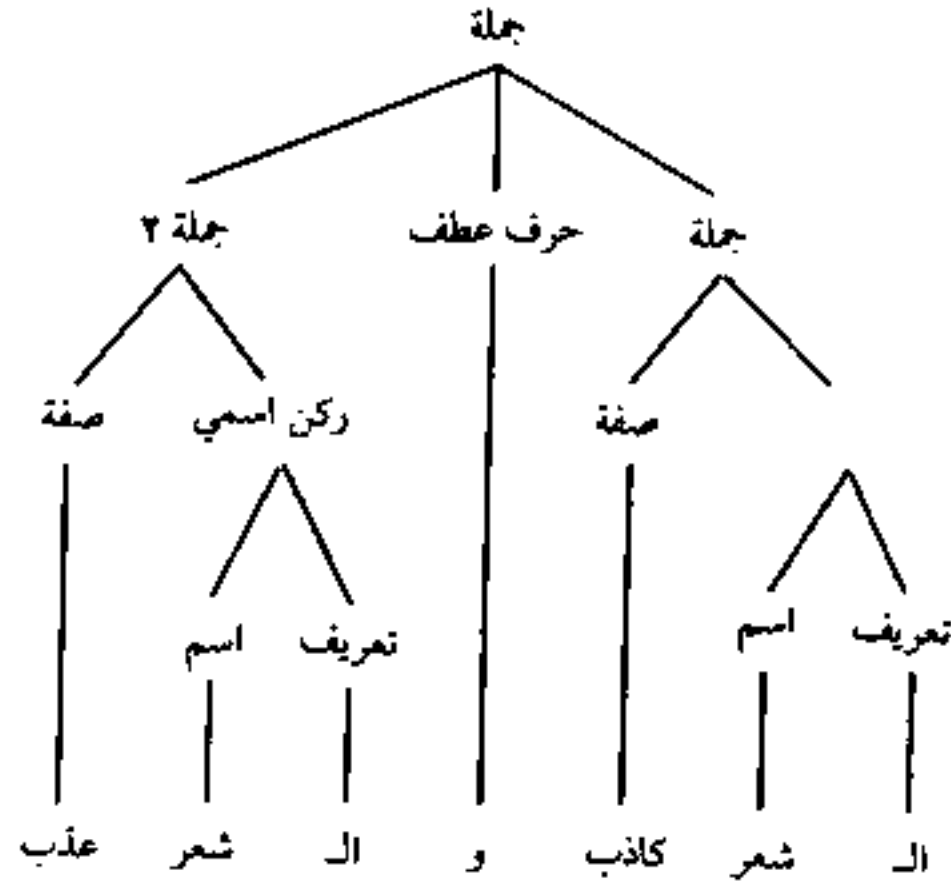 جملة
جملة حرف عطف جملة ٢
صفة ركن اسمي صفة
تعريف اسم تعريف اسم
الـ شعر كاذب و الـ شعر عذب